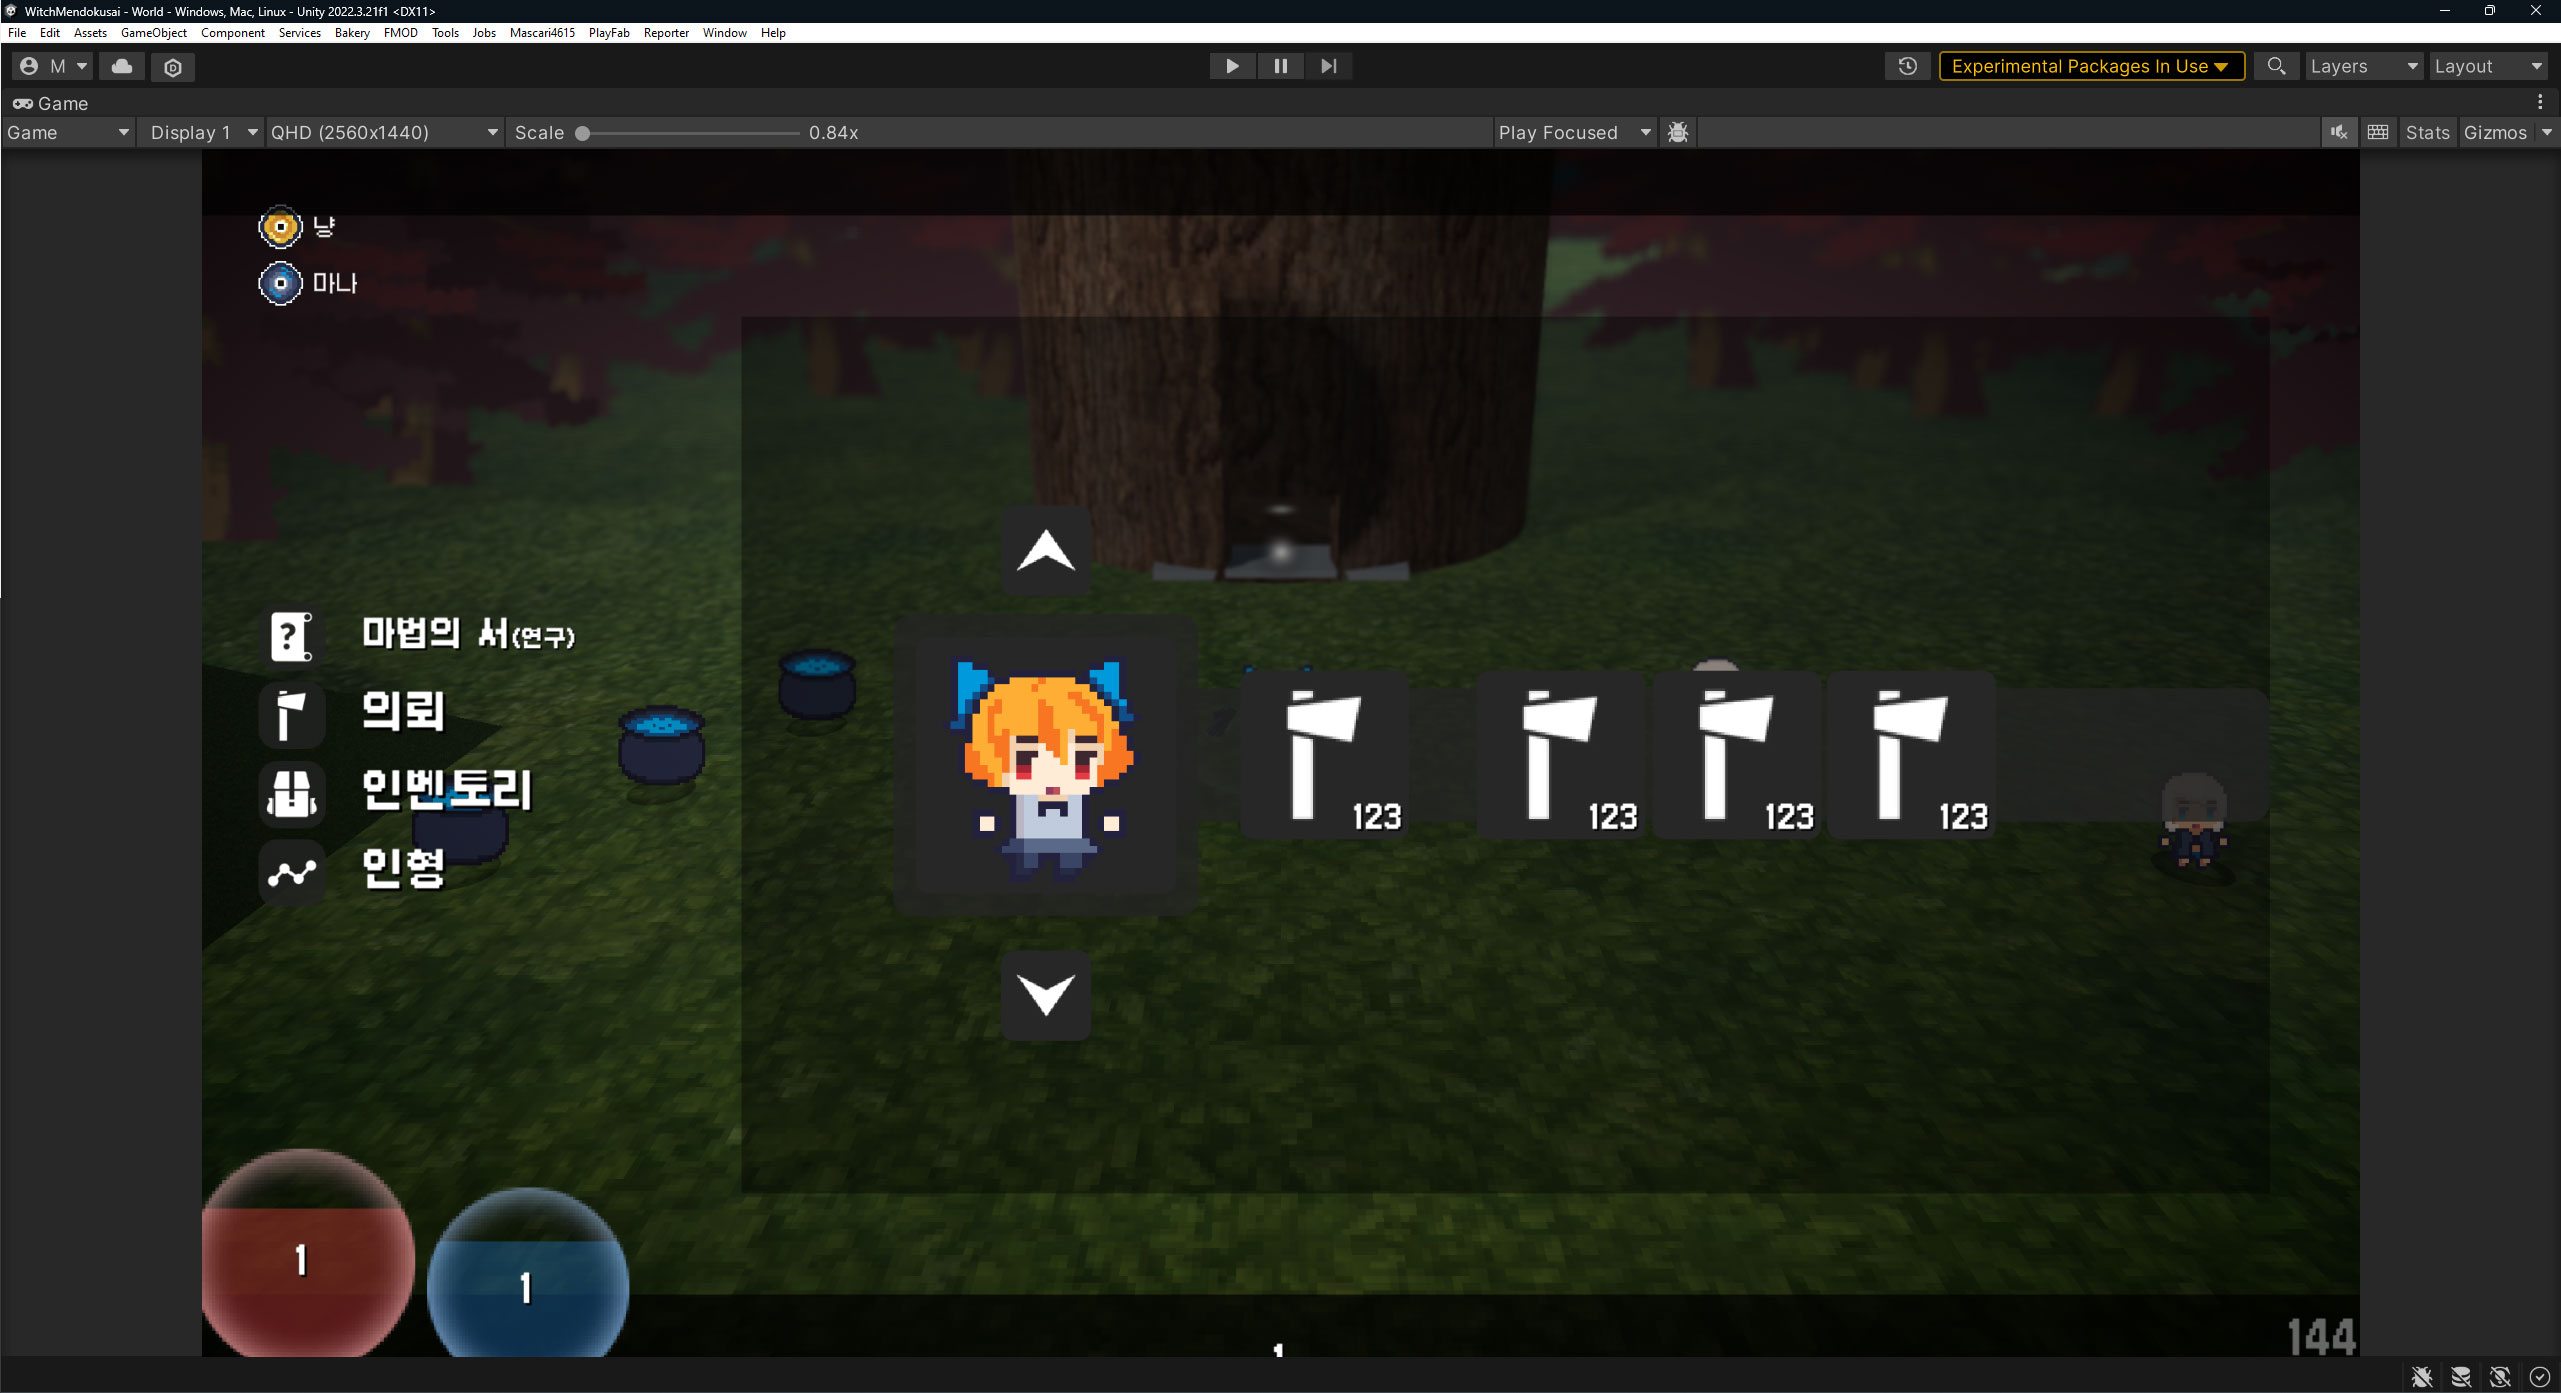 WitchMendokusai - World - Windows, Mac, Linux - Unity 2022.3.21f1 <DX11>
File Edit Assets GameObject Component Services Bakery FMOD Tools Jobs Mascari4615 PlayFab Reporter Window Help
M Experimental Packages In Use Layers Layout
Game
Game Display 1 QHD (2560x1440) Scale 0.84x Play Focused Stats Gizmos
냥
마나
마법의 서(연구)
의뢰
인벤토리
인형
123 123 123 123
1
1
1
144